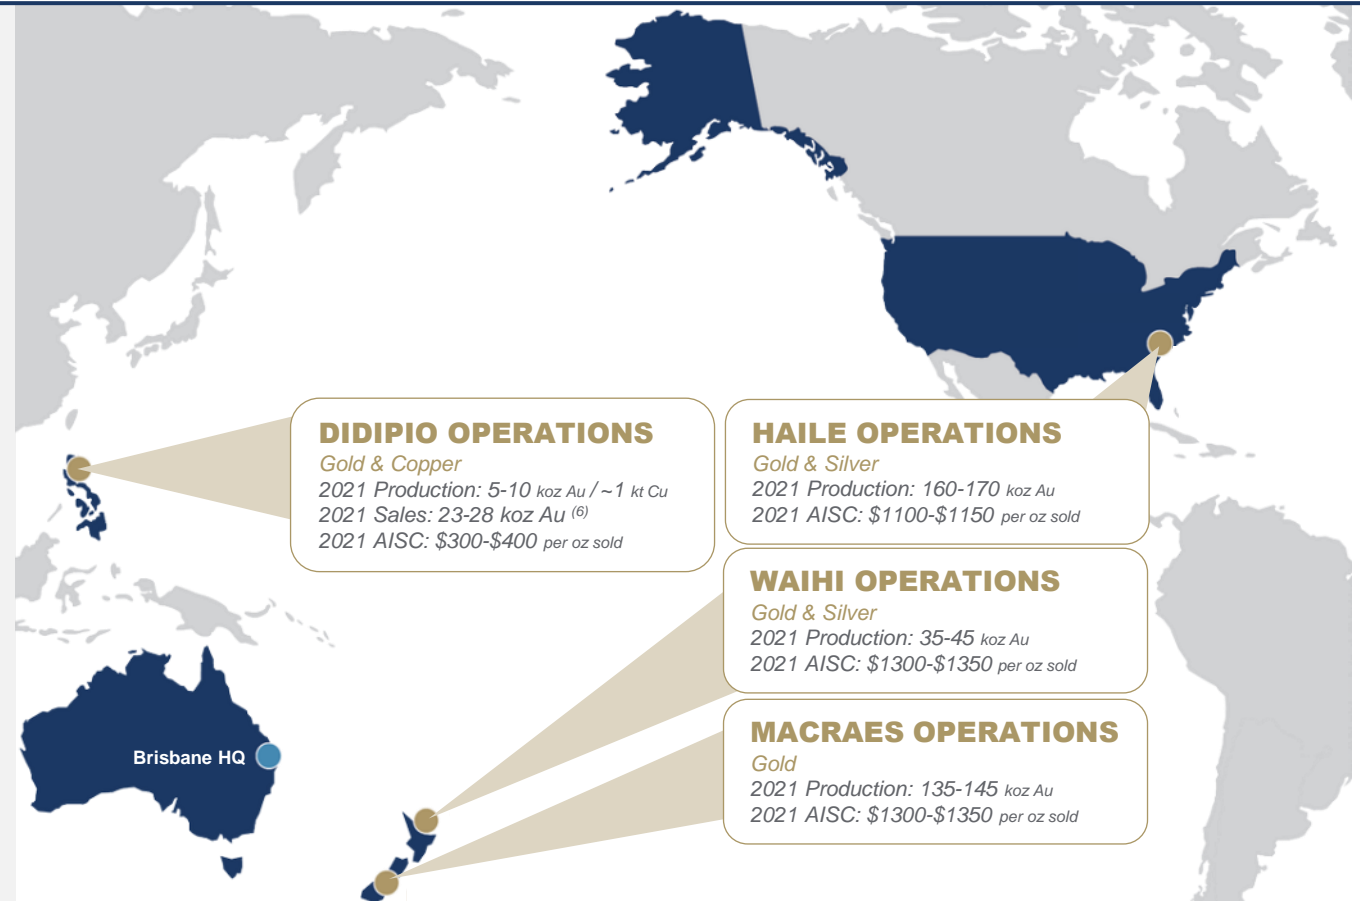 DIDIPIO OPERATIONS
Gold & Copper
2021 Production: 5-10 koz Au / ~1 kt Cu
2021 Sales: 23-28 koz Au (6)
2021 AISC: $300-$400 per oz sold
HAILE OPERATIONS
Gold & Silver
2021 Production: 160-170 koz Au
2021 AISC: $1100-$1150 per oz sold
WAIHI OPERATIONS
Gold & Silver
2021 Production: 35-45 koz Au
2021 AISC: $1300-$1350 per oz sold
MACRAES OPERATIONS
Gold
2021 Production: 135-145 koz Au
2021 AISC: $1300-$1350 per oz sold
Brisbane HQ